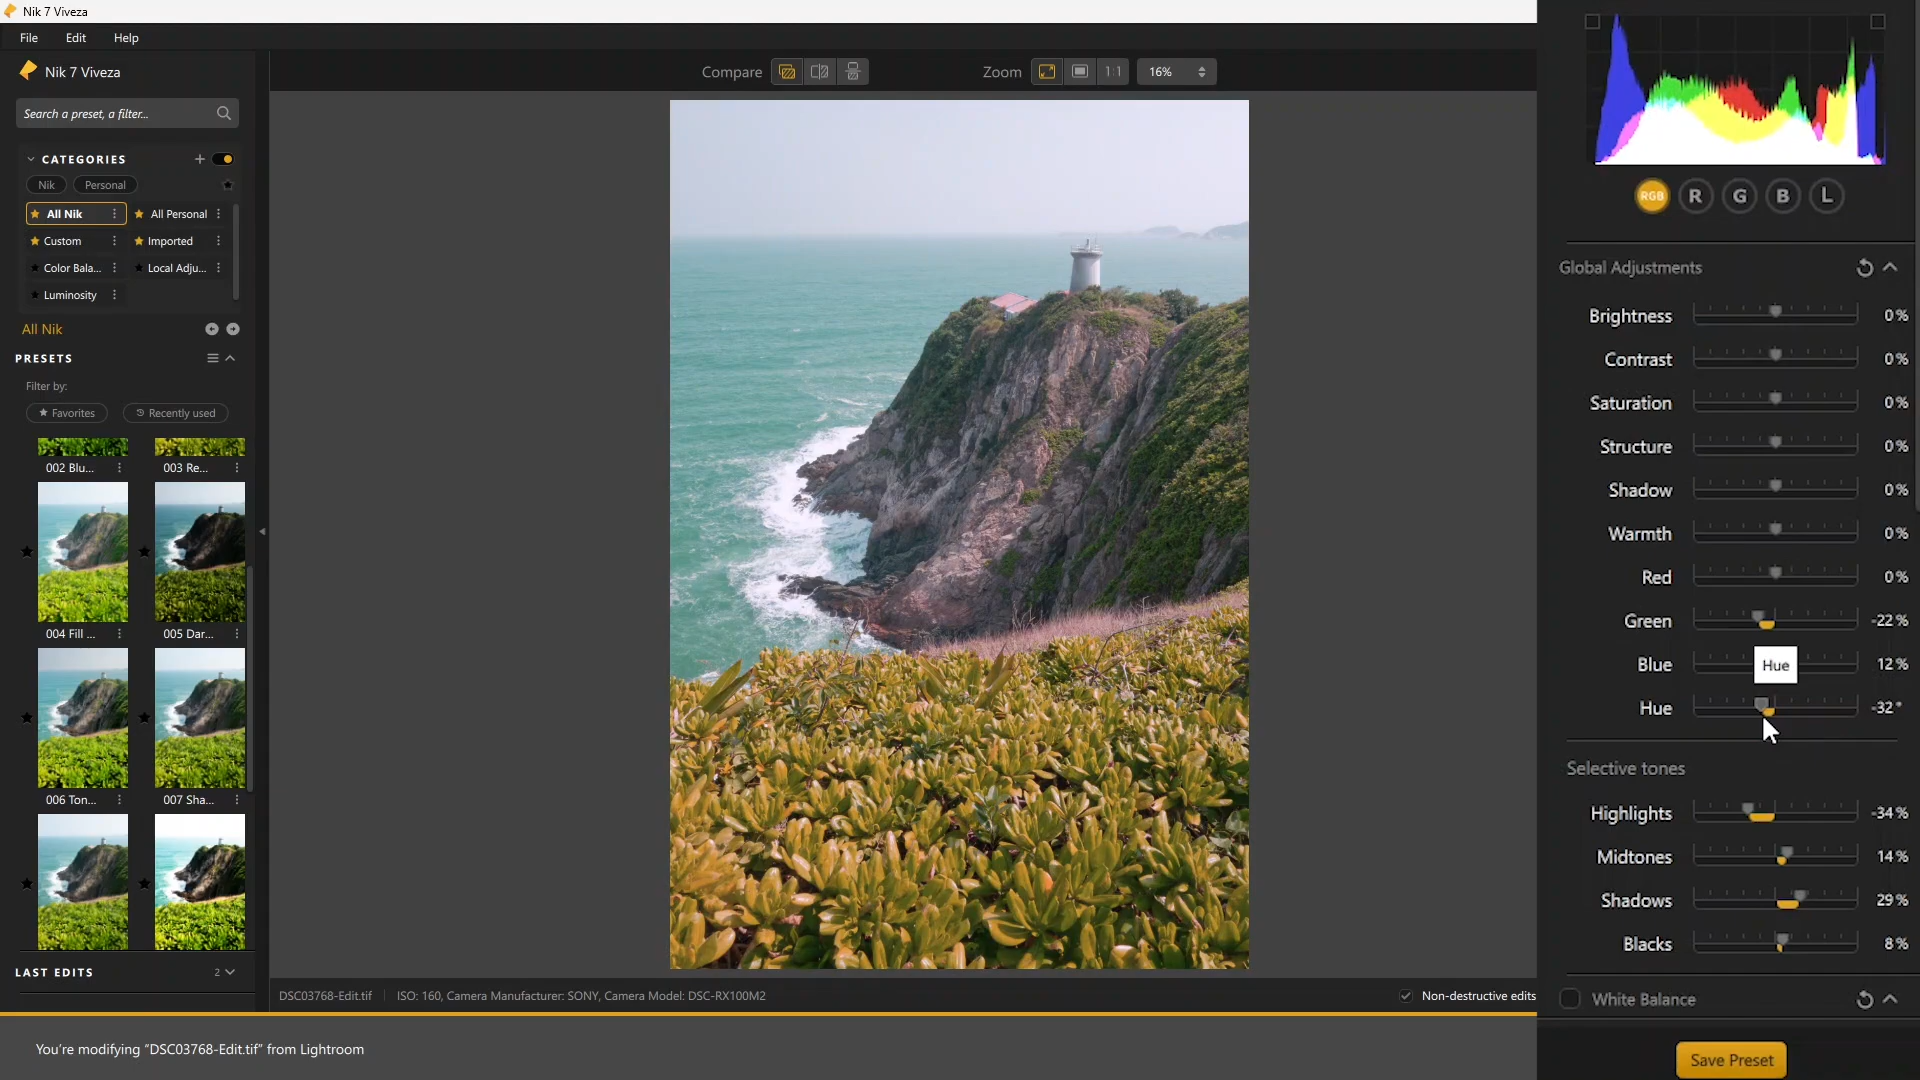 Nik 7 Viveza
File Edit Help
Nik 7 Viveza
Compare
Zoom
1:1
16%
Search a preset, a filter...
CATEGORIES
Nik
Personal
All Nik
All Personal
Custom
Imported
Color Bala...
Local Adju...
Luminosity
All Nik
PRESETS
Filter by:
Favorites
Recently used
002 Blu...
003 Re...
004 Fill ...
005 Dar...
006 Ton...
007 Sha...
LAST EDITS
2
DSC03768-Edit.tif
ISO: 160, Camera Manufacturer: SONY, Camera Model: DSC-RX100M2
Non-destructive edits
You're modifying "DSC03768-Edit.tif" from Lightroom
RGB R G B L
Global Adjustments
Brightness 0%
Contrast 0%
Saturation 0%
Structure 0%
Shadow 0%
Warmth 0%
Red 0%
Green -22%
Blue Hue 12%
Hue -32°
Selective tones
Highlights -34%
Midtones 14%
Shadows 29%
Blacks 8%
White Balance
Save Preset